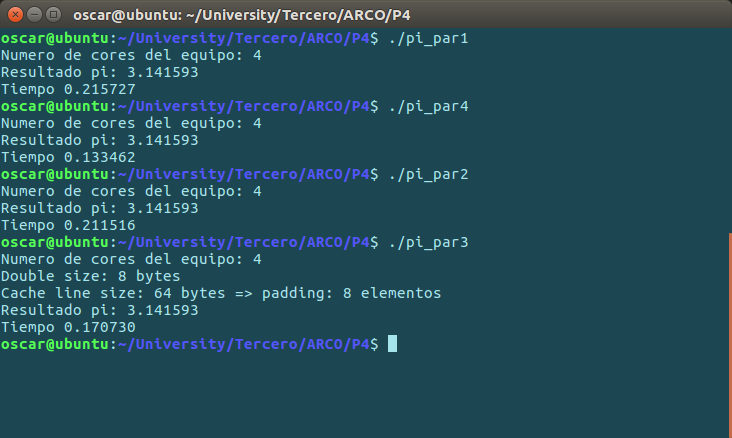 oscar@ubuntu: ~/University/Tercero/ARCO/P4
oscar@ubuntu:~/University/Tercero/ARCO/P4$ ./pi_par1
Numero de cores del equipo: 4
Resultado pi: 3.141593
Tiempo 0.215727
oscar@ubuntu:~/University/Tercero/ARCO/P4$ ./pi_par4
Numero de cores del equipo: 4
Resultado pi: 3.141593
Tiempo 0.133462
oscar@ubuntu:~/University/Tercero/ARCO/P4$ ./pi_par2
Numero de cores del equipo: 4
Resultado pi: 3.141593
Tiempo 0.211516
oscar@ubuntu:~/University/Tercero/ARCO/P4$ ./pi_par3
Numero de cores del equipo: 4
Double size: 8 bytes
Cache line size: 64 bytes => padding: 8 elementos
Resultado pi: 3.141593
Tiempo 0.170730
oscar@ubuntu:~/University/Tercero/ARCO/P4$